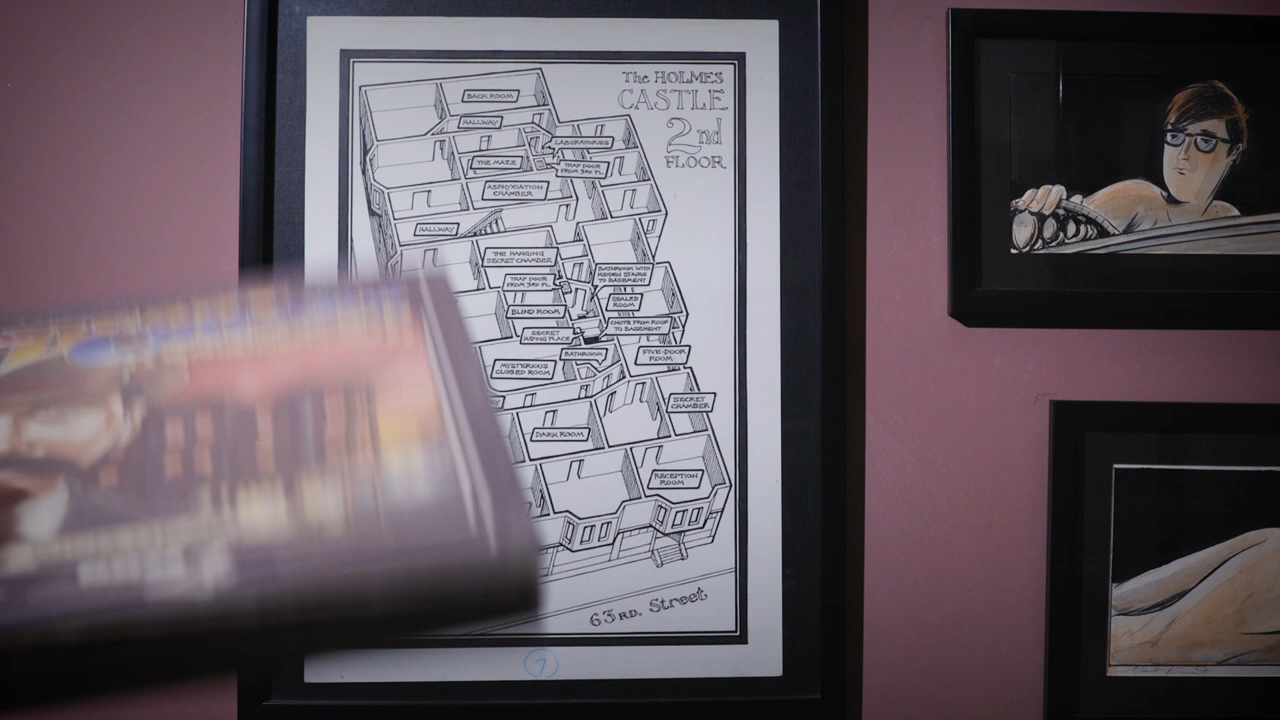 The HOLMES
CASTLE
2nd
FLOOR
BACK ROOM
HALLWAY
LABORATORIES
THE MAZE
TRAP DOOR
FROM 3RD FL.
ASPHYXIATION
CHAMBER
HALLWAY
THE HANGING
SECRET CHAMBER
TRAP DOOR
FROM 3RD FL.
BATHROOM WITH
HIDDEN STAIRS
TO BASEMENT
SEALED
ROOM
BLIND ROOM
CHUTE FROM ROOF
TO BASEMENT
SECRET
HIDING PLACE
BATHROOM
FIVE-DOOR
ROOM
MYSTERIOUS
CLOSED ROOM
SECRET
CHAMBER
DARK ROOM
RECEPTION
ROOM
63RD. Street
7